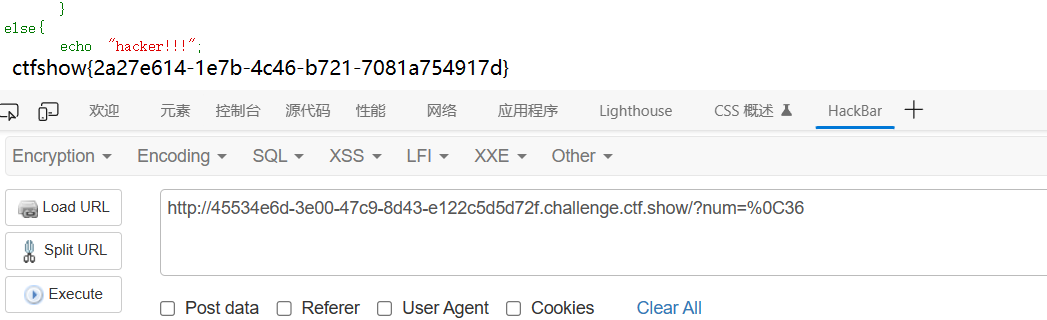 }
else{
echo "hacker!!!";
ctfshow{2a27e614-1e7b-4c46-b721-7081a754917d}
欢迎 元素 控制台 源代码 性能 网络 应用程序 Lighthouse CSS 概述 HackBar
Encryption Encoding SQL XSS LFI XXE Other
Load URL http://45534e6d-3e00-47c9-8d43-e122c5d5d72f.challenge.ctf.show/?num=%0C36
Split URL
Execute
Post data Referer User Agent Cookies Clear All